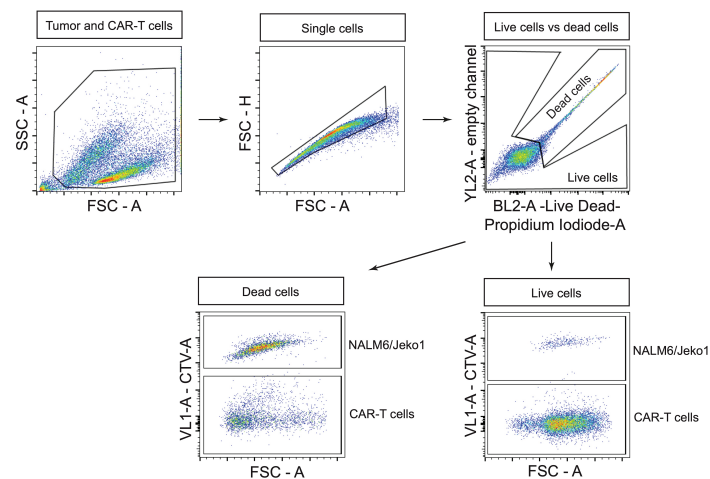 Tumor and CAR-T cells
Single cells
Live cells vs dead cells
SSC - A
FSC - A
FSC - H
FSC - A
YL2-A - empty channel
Dead cells
Live cells
BL2-A -Live Dead-
Propidium Iodiode-A
Dead cells
Live cells
VL1-A - CTV-A
NALM6/Jeko1
CAR-T cells
FSC - A
VL1-A - CTV-A
NALM6/Jeko1
CAR-T cells
FSC - A